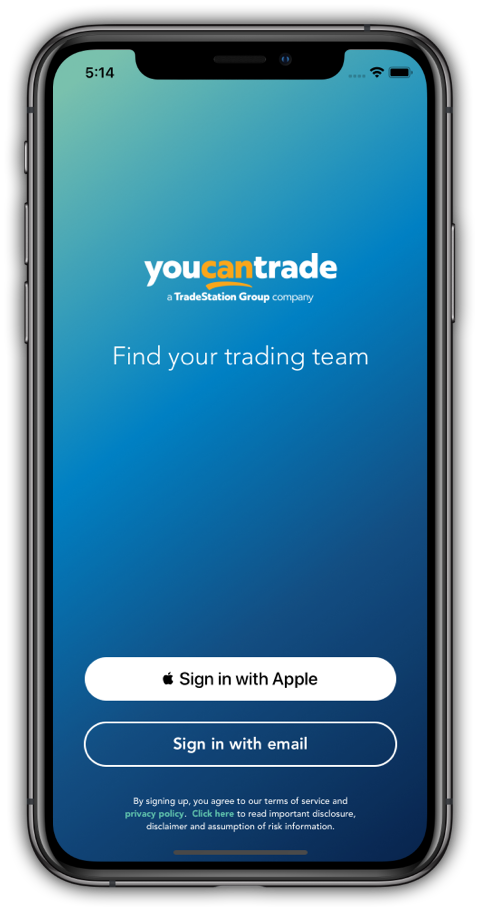 5:14
youcantrade
a TradeStation Group company
Find your trading team
Sign in with Apple
Sign in with email
By signing up, you agree to our terms of service and
privacy policy. Click here to read important disclosure,
disclaimer and assumption of risk information.